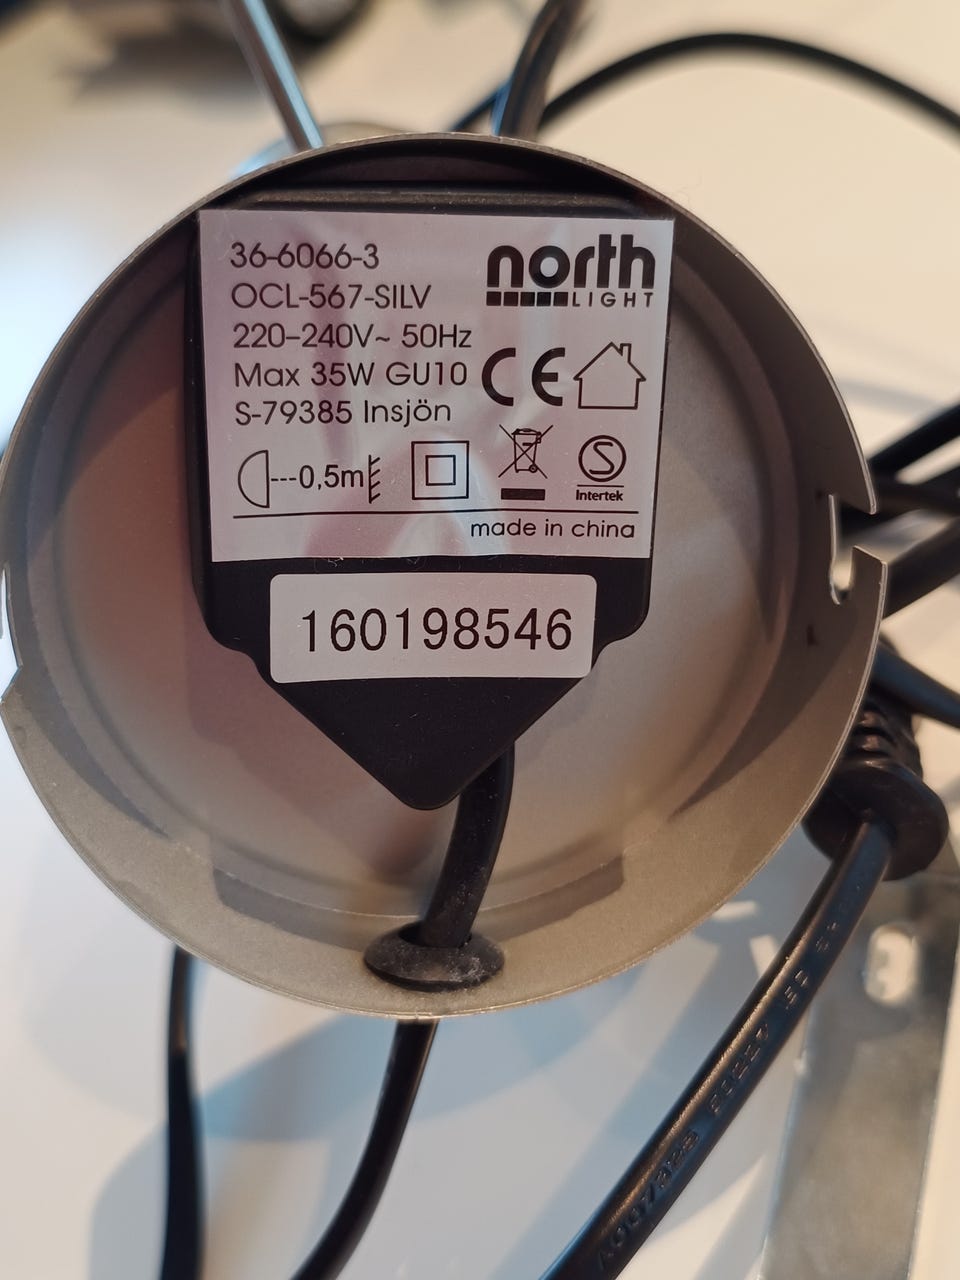 36-6066-3
OCL-567-SILV
220-240V~ 50Hz
Max 35W GU10
S-79385 Insjön
north
LIGHT
CE
---0,5m
S
Intertek
made in china
160198546